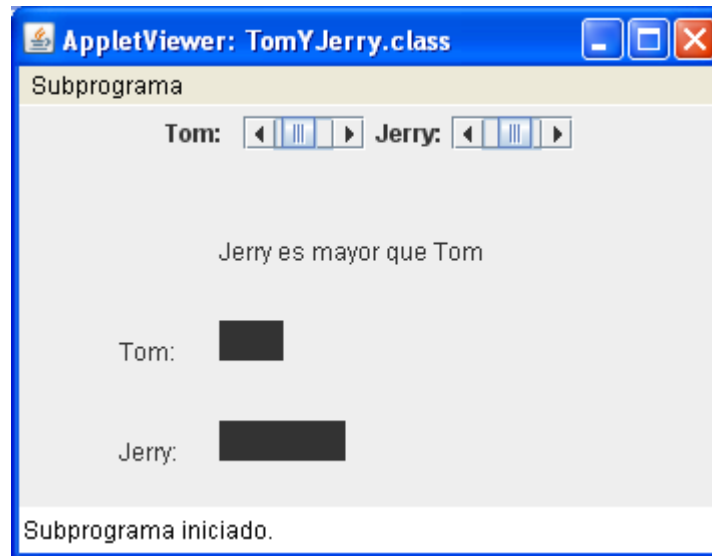 AppletViewer: TomYJerry.class
Subprograma
Tom: Jerry:
Jerry es mayor que Tom
Tom:
Jerry:
Subprograma iniciado.